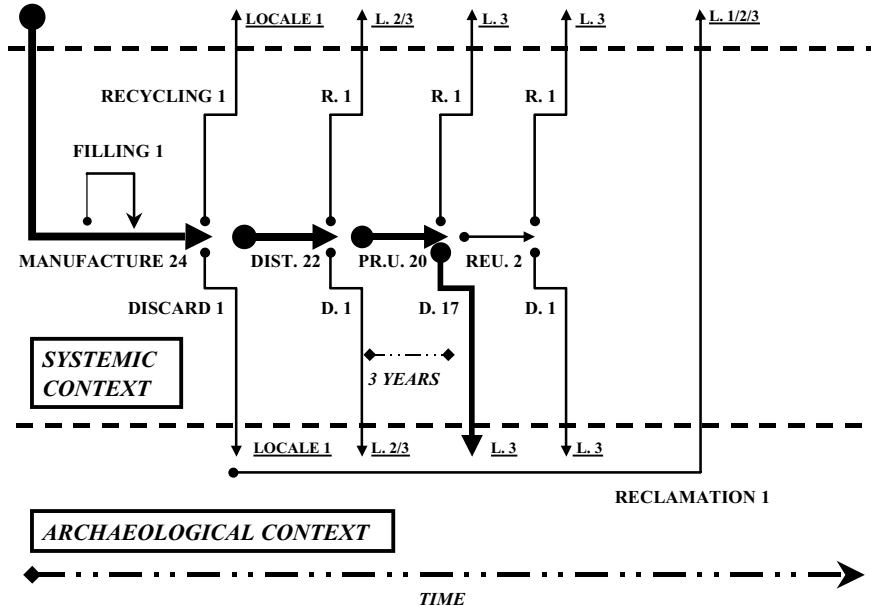 LOCALE 1 L. 2/3 L. 3 L. 3 L. 1/2/3
RECYCLING 1 R. 1 R. 1 R. 1
FILLING 1
MANUFACTURE 24 DIST. 22 PR.U. 20 REU. 2
DISCARD 1 D. 1 D. 17 D. 1
SYSTEMIC
CONTEXT
3 YEARS
LOCALE 1 L. 2/3 L. 3 L. 3
RECLAMATION 1
ARCHAEOLOGICAL CONTEXT
TIME